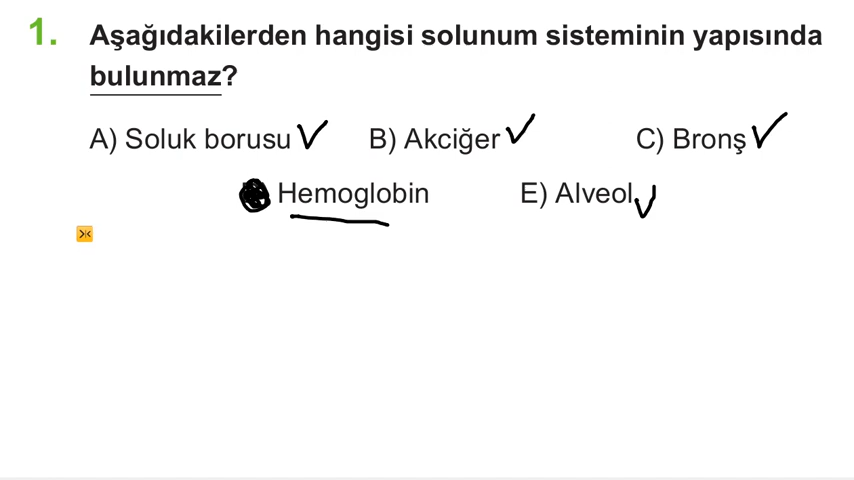 1. Aşağıdakilerden hangisi solunum sisteminin yapısında
bulunmaz?
A) Soluk borusu B) Akciğer C) Bronş
Hemoglobin E) Alveol